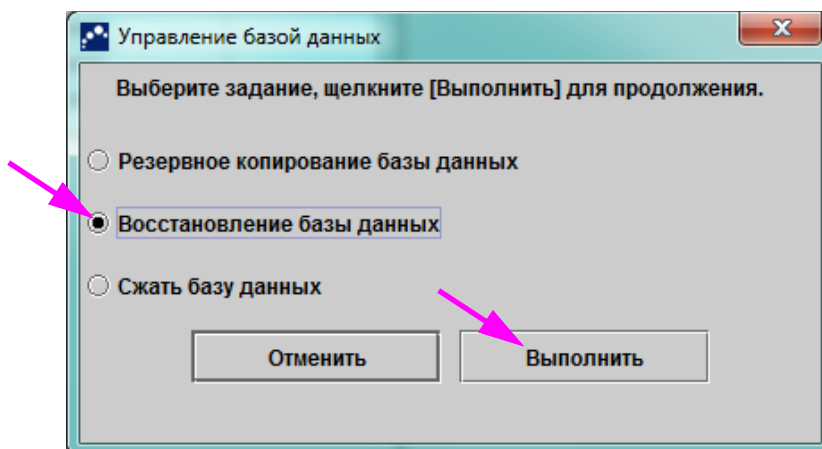 Управление базой данных
Выберите задание, щелкните [Выполнить] для продолжения.
Резервное копирование базы данных
Восстановление базы данных
Сжать базу данных
Отменить
Выполнить